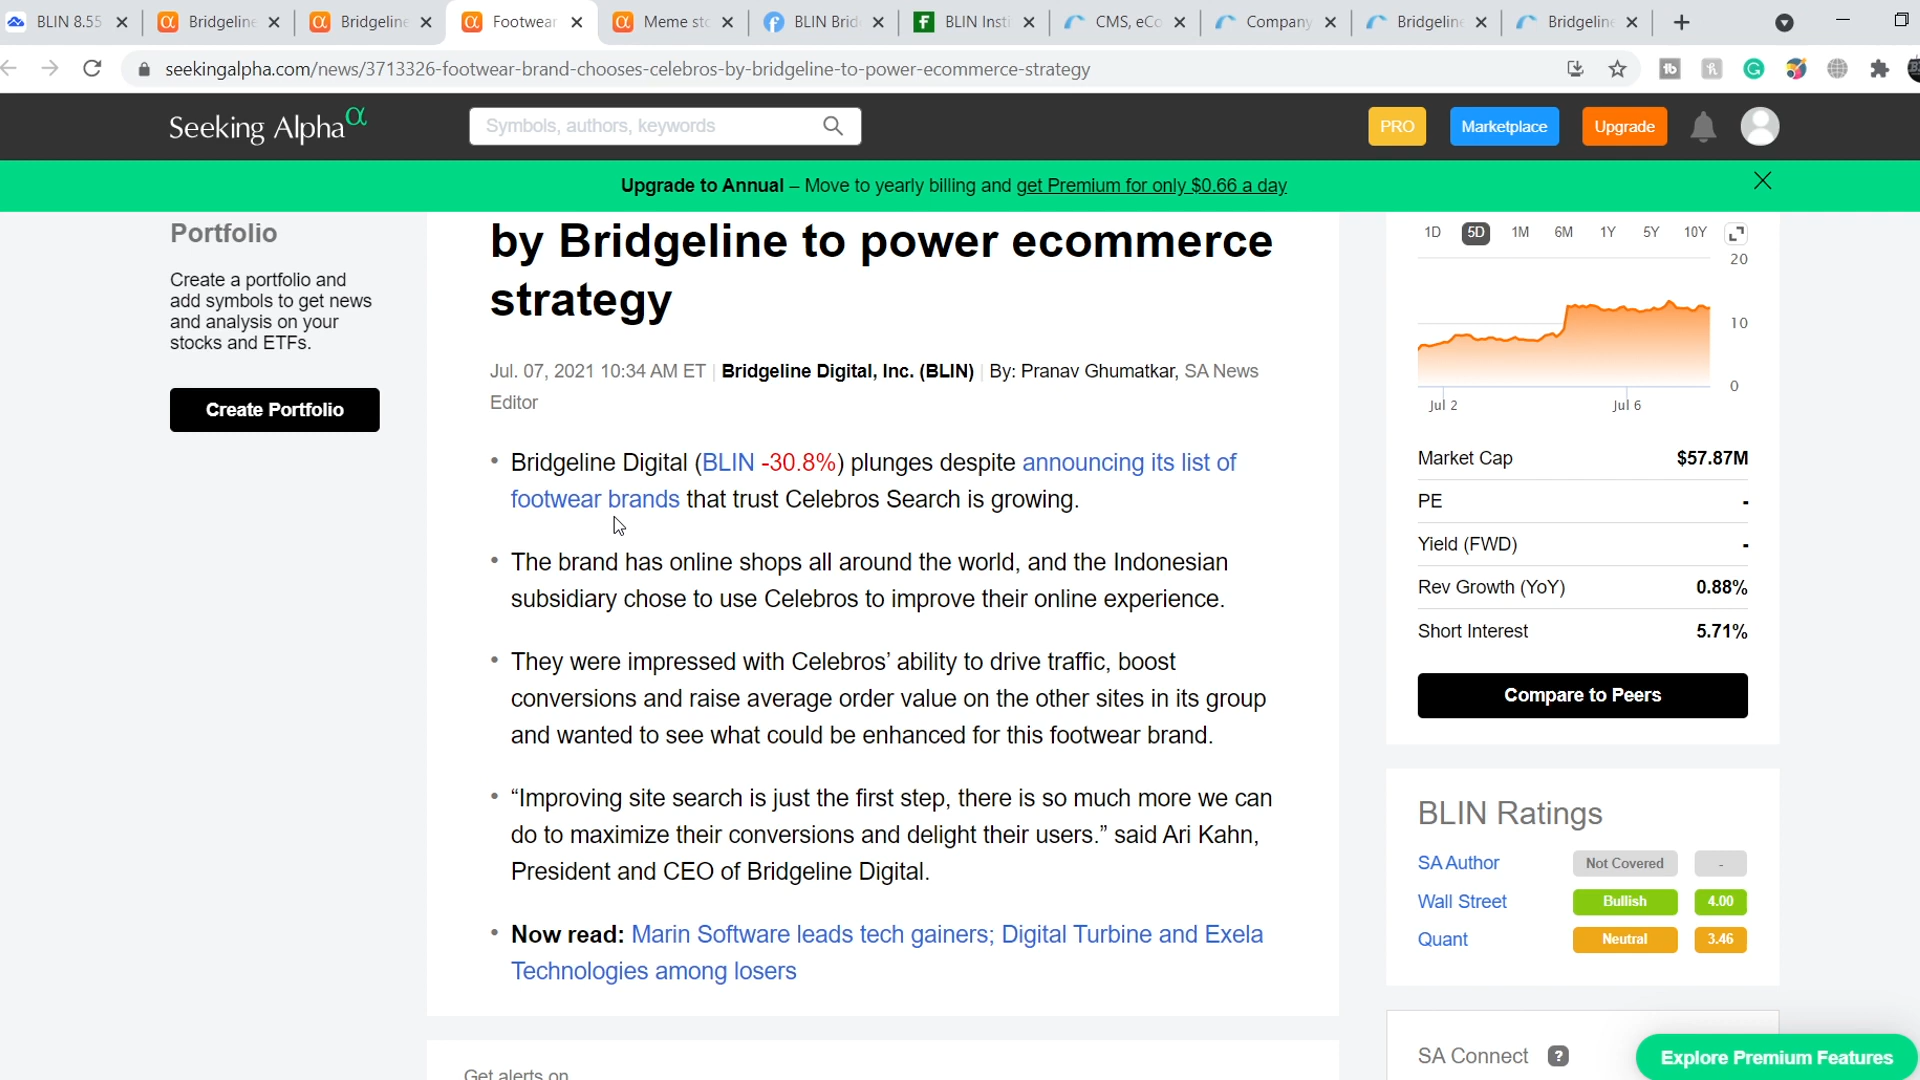 BLIN 8.55
Bridgeline
Bridgeline
Footwear
Meme sto
BLIN Brid
BLIN Insti
CMS, eCo
Company
Bridgeline
Bridgeline
seekingalpha.com/news/3713326-footwear-brand-chooses-celebros-by-bridgeline-to-power-ecommerce-strategy
Seeking Alpha α
Symbols, authors, keywords
PRO
Marketplace
Upgrade
Upgrade to Annual – Move to yearly billing and get Premium for only $0.66 a day
Portfolio
Create a portfolio and
add symbols to get news
and analysis on your
stocks and ETFs.
Create Portfolio
by Bridgeline to power ecommerce
strategy
Jul. 07, 2021 10:34 AM ET | Bridgeline Digital, Inc. (BLIN) | By: Pranav Ghumatkar, SA News
Editor
• Bridgeline Digital (BLIN -30.8%) plunges despite announcing its list of
footwear brands that trust Celebros Search is growing.
• The brand has online shops all around the world, and the Indonesian
subsidiary chose to use Celebros to improve their online experience.
• They were impressed with Celebros’ ability to drive traffic, boost
conversions and raise average order value on the other sites in its group
and wanted to see what could be enhanced for this footwear brand.
• “Improving site search is just the first step, there is so much more we can
do to maximize their conversions and delight their users.” said Ari Kahn,
President and CEO of Bridgeline Digital.
• Now read: Marin Software leads tech gainers; Digital Turbine and Exela
Technologies among losers
Get alerts on
1D 5D 1M 6M 1Y 5Y 10Y
20
10
0
Jul 2 Jul 6
Market Cap $57.87M
PE -
Yield (FWD) -
Rev Growth (YoY) 0.88%
Short Interest 5.71%
Compare to Peers
BLIN Ratings
SA Author Not Covered -
Wall Street Bullish 4.00
Quant Neutral 3.46
SA Connect ?
Explore Premium Features